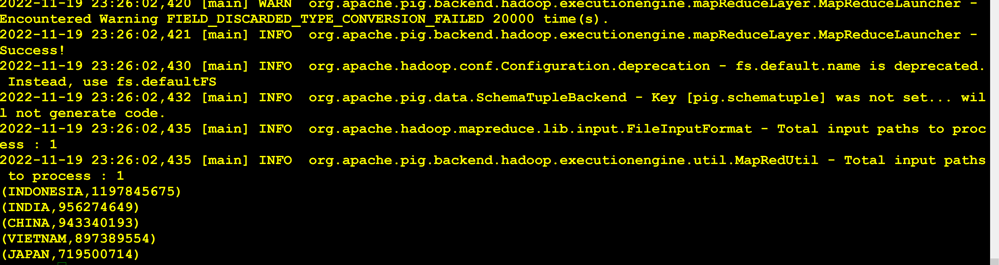 2022-11-19 23:26:02,420 [main] WARN  org.apache.pig.backend.hadoop.executionengine.mapReduceLayer.MapReduceLauncher -
Encountered Warning FIELD_DISCARDED_TYPE_CONVERSION_FAILED 20000 time(s).
2022-11-19 23:26:02,421 [main] INFO  org.apache.pig.backend.hadoop.executionengine.mapReduceLayer.MapReduceLauncher -
Success!
2022-11-19 23:26:02,430 [main] INFO  org.apache.hadoop.conf.Configuration.deprecation - fs.default.name is deprecated.
 Instead, use fs.defaultFS
2022-11-19 23:26:02,432 [main] INFO  org.apache.pig.data.SchemaTupleBackend - Key [pig.schematuple] was not set... wil
l not generate code.
2022-11-19 23:26:02,435 [main] INFO  org.apache.hadoop.mapreduce.lib.input.FileInputFormat - Total input paths to proc
ess : 1
2022-11-19 23:26:02,435 [main] INFO  org.apache.pig.backend.hadoop.executionengine.util.MapRedUtil - Total input paths
 to process : 1
(INDONESIA,1197845675)
(INDIA,956274649)
(CHINA,943340193)
(VIETNAM,897389554)
(JAPAN,719500714)